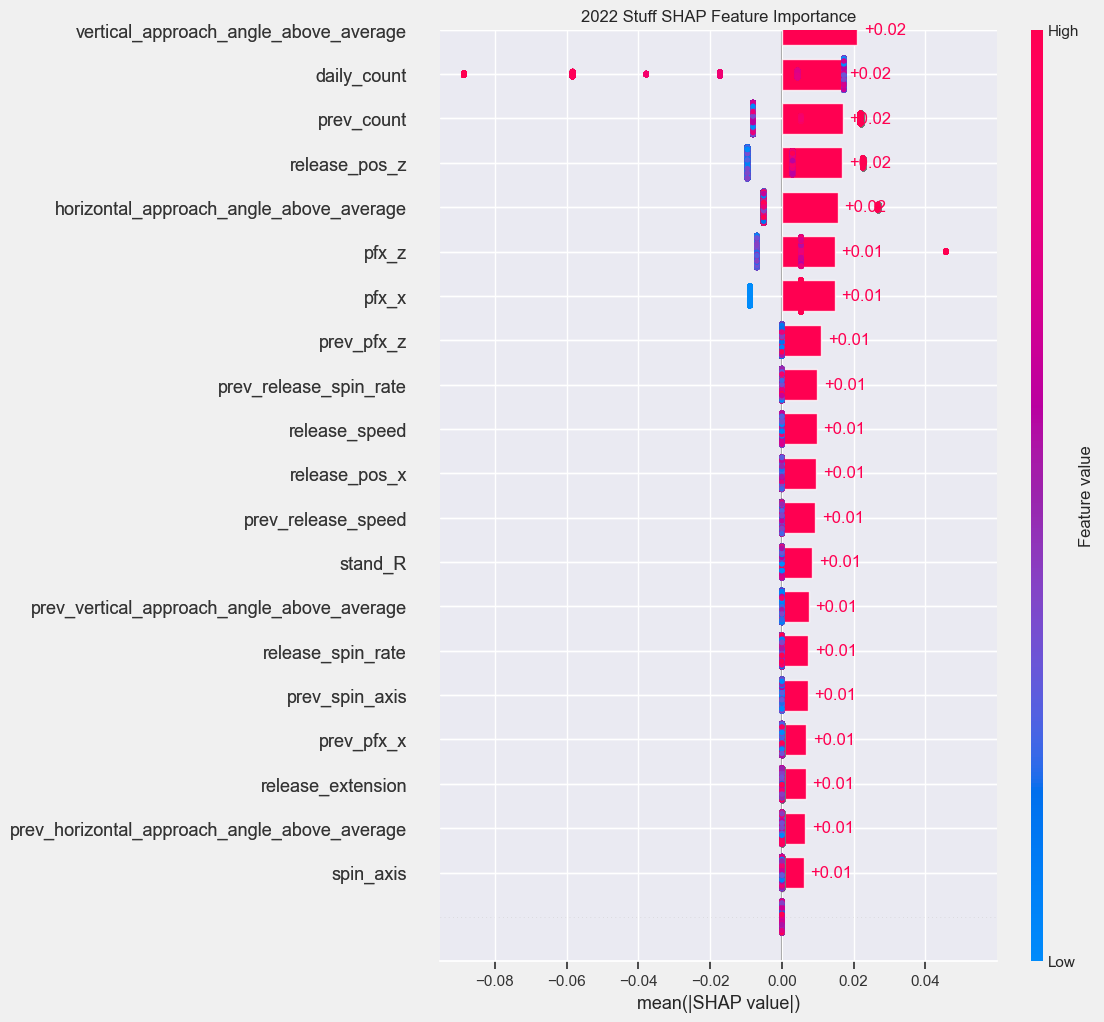 2022 Stuff SHAP Feature Importance
vertical_approach_angle_above_average +0.02
daily_count +0.02
prev_count +0.02
release_pos_z +0.02
horizontal_approach_angle_above_average +0.02
pfx_z +0.01
pfx_x +0.01
prev_pfx_z +0.01
prev_release_spin_rate +0.01
release_speed +0.01
release_pos_x +0.01
prev_release_speed +0.01
stand_R +0.01
prev_vertical_approach_angle_above_average +0.01
release_spin_rate +0.01
prev_spin_axis +0.01
prev_pfx_x +0.01
release_extension +0.01
prev_horizontal_approach_angle_above_average +0.01
spin_axis +0.01
−0.08 −0.06 −0.04 −0.02 0.00 0.02 0.04
mean(|SHAP value|)
High
Feature value
Low